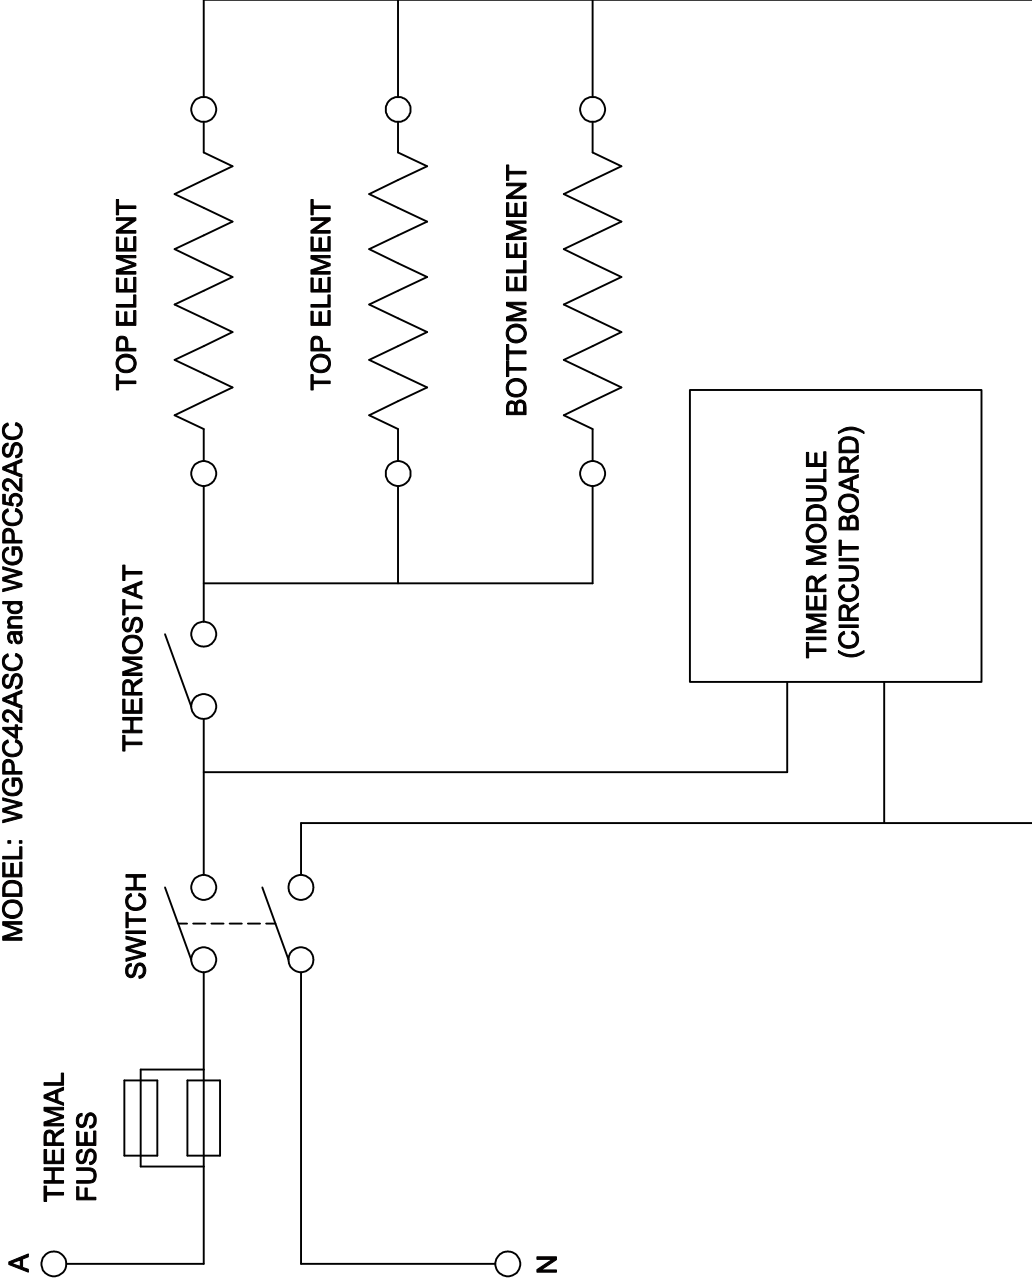 MODEL: WGPC42ASC and WGPC52ASC
A
THERMAL
FUSES
SWITCH
THERMOSTAT
TOP ELEMENT
TOP ELEMENT
BOTTOM ELEMENT
N
TIMER MODULE
(CIRCUIT BOARD)